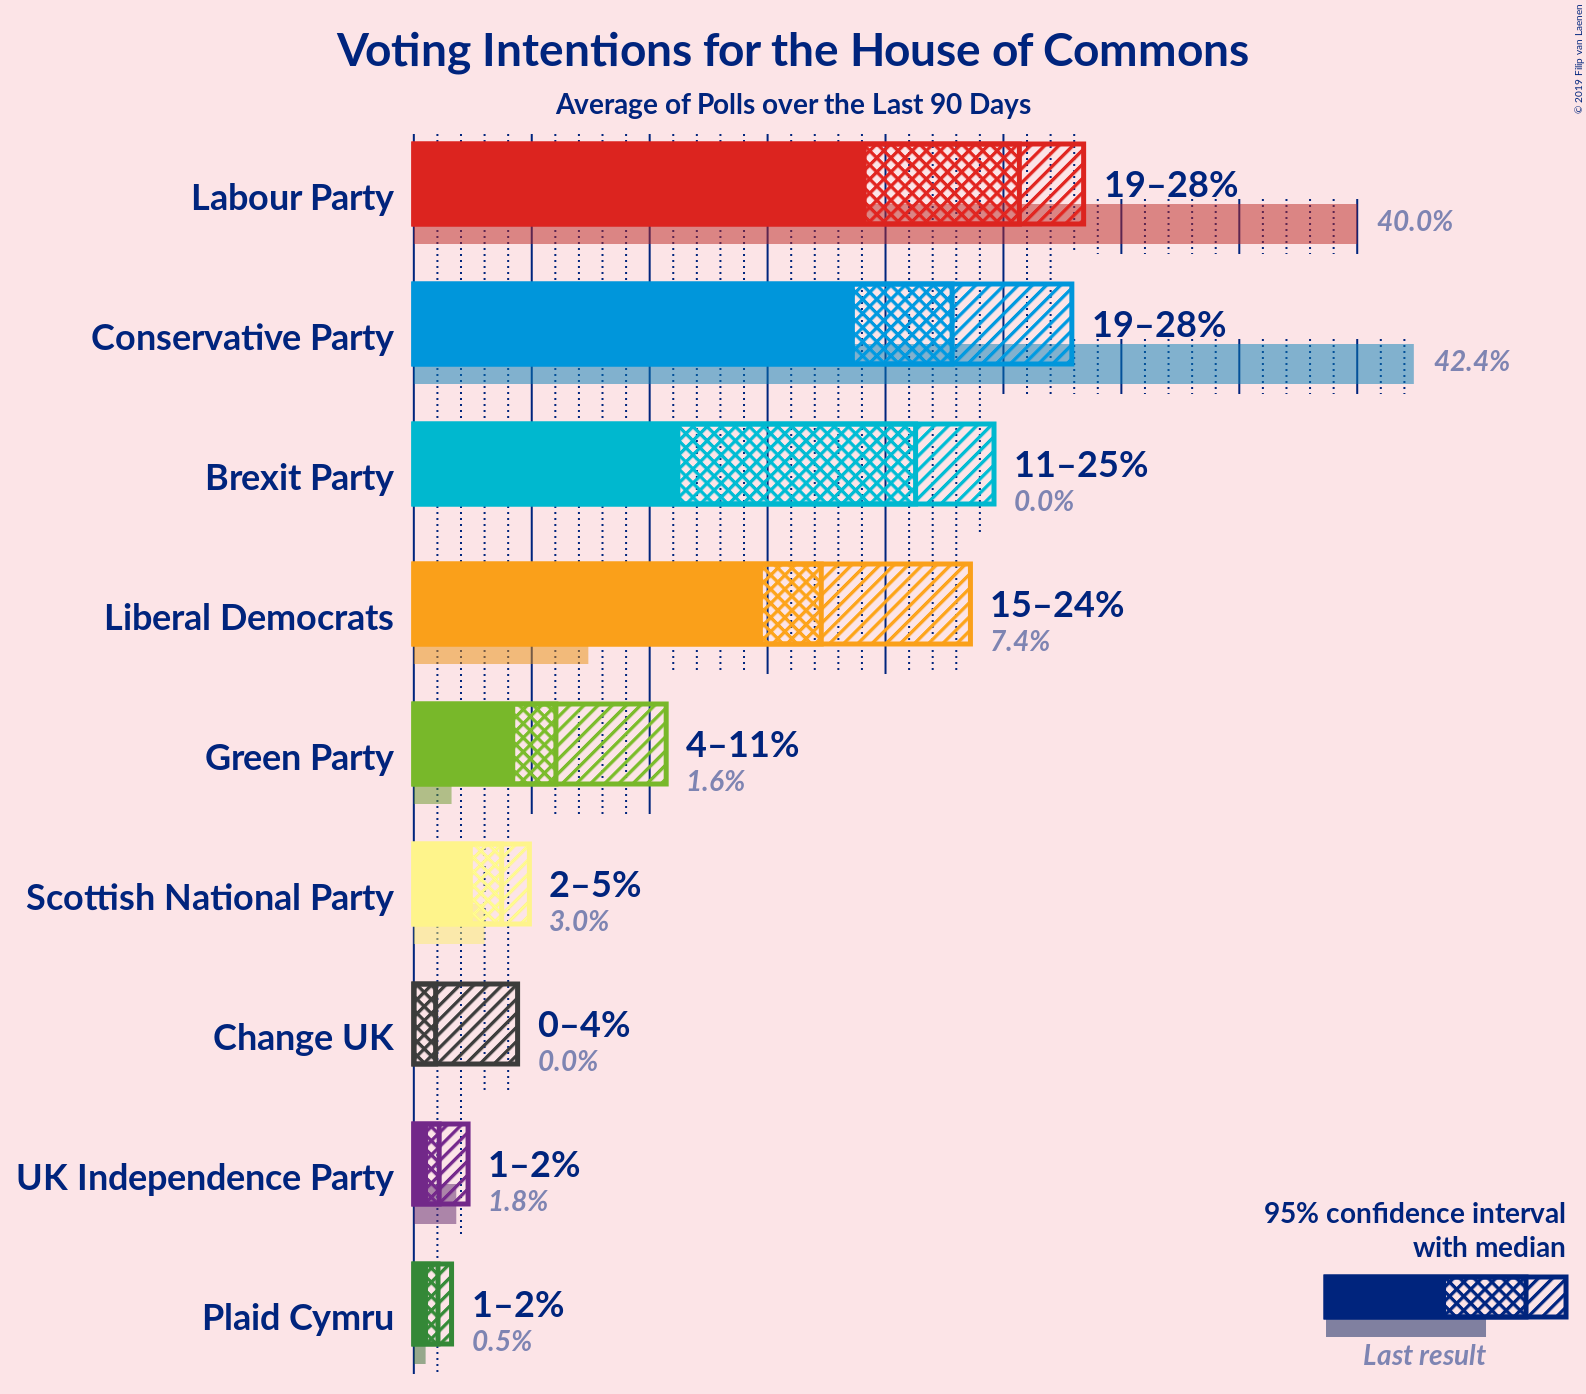 Voting Intentions for the House of Commons
Average of Polls over the Last 90 Days
© 2019 Filip van Laenen
Labour Party
19–28%
40.0%
Conservative Party
19–28%
42.4%
Brexit Party
11–25%
0.0%
Liberal Democrats
15–24%
7.4%
Green Party
4–11%
1.6%
Scottish National Party
2–5%
3.0%
Change UK
0–4%
0.0%
UK Independence Party
1–2%
1.8%
Plaid Cymru
1–2%
0.5%
95% confidence interval
with median
Last result